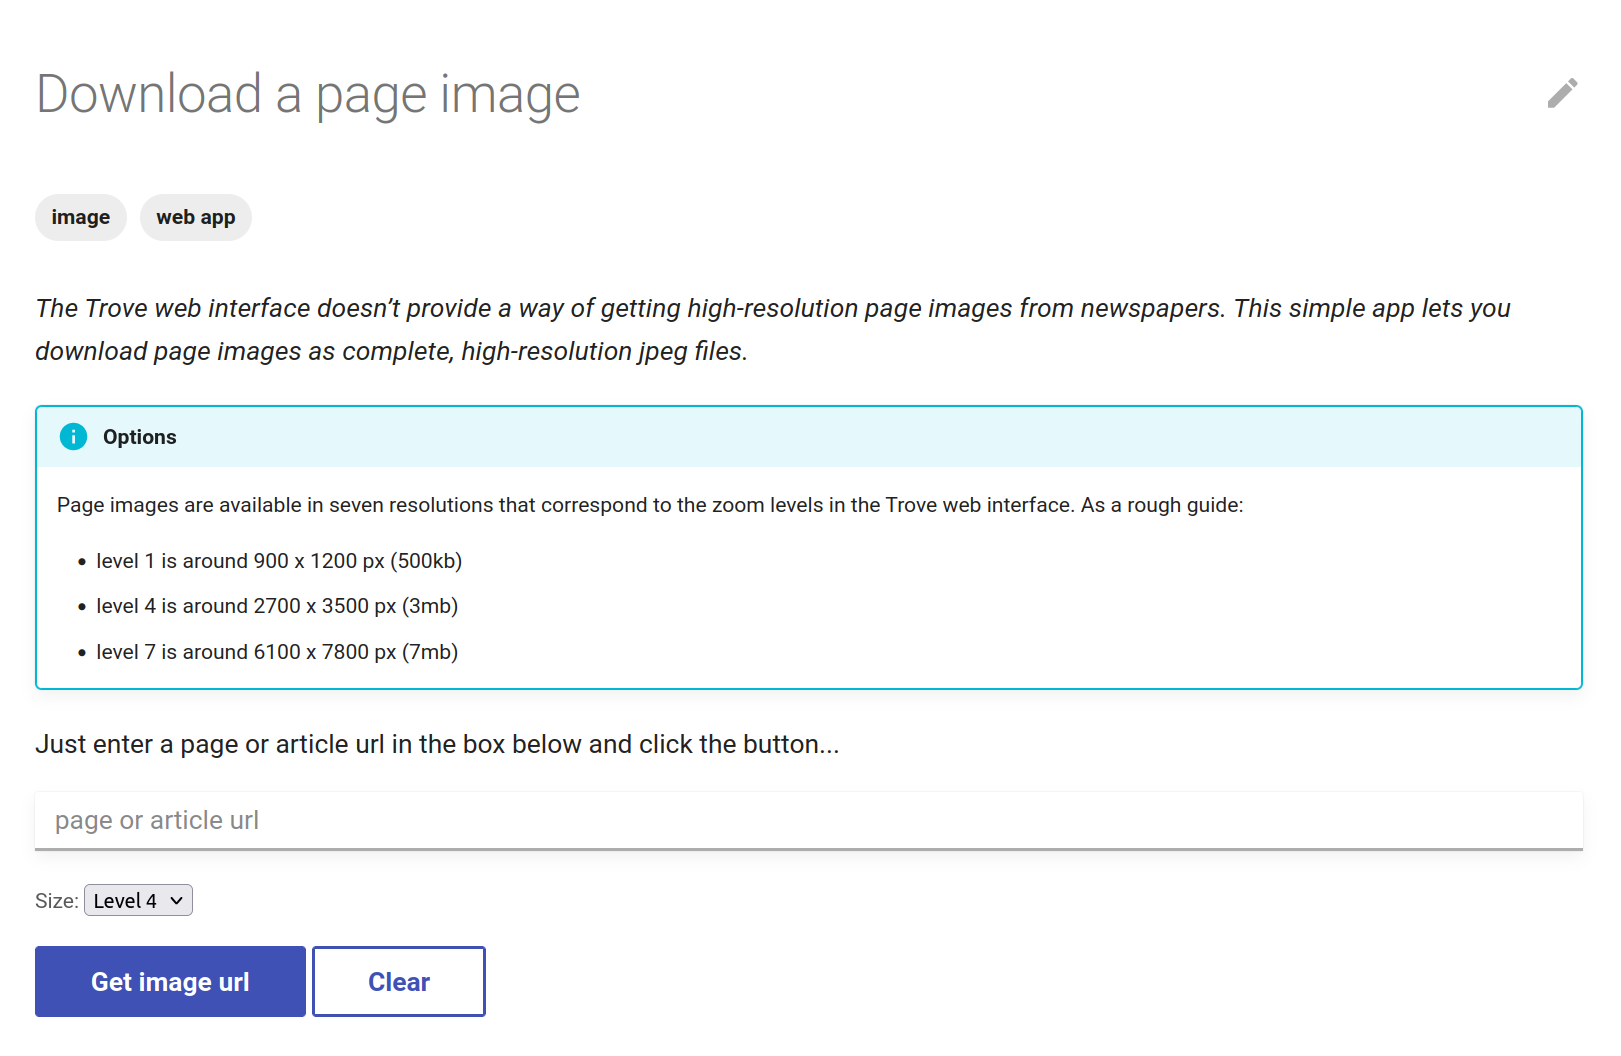 Download a page image
image
web app
The Trove web interface doesn’t provide a way of getting high-resolution page images from newspapers. This simple app lets you
download page images as complete, high-resolution jpeg files.
Options
Page images are available in seven resolutions that correspond to the zoom levels in the Trove web interface. As a rough guide:
• level 1 is around 900 x 1200 px (500kb)
• level 4 is around 2700 x 3500 px (3mb)
• level 7 is around 6100 x 7800 px (7mb)
Just enter a page or article url in the box below and click the button...
page or article url
Size: Level 4
Get image url
Clear